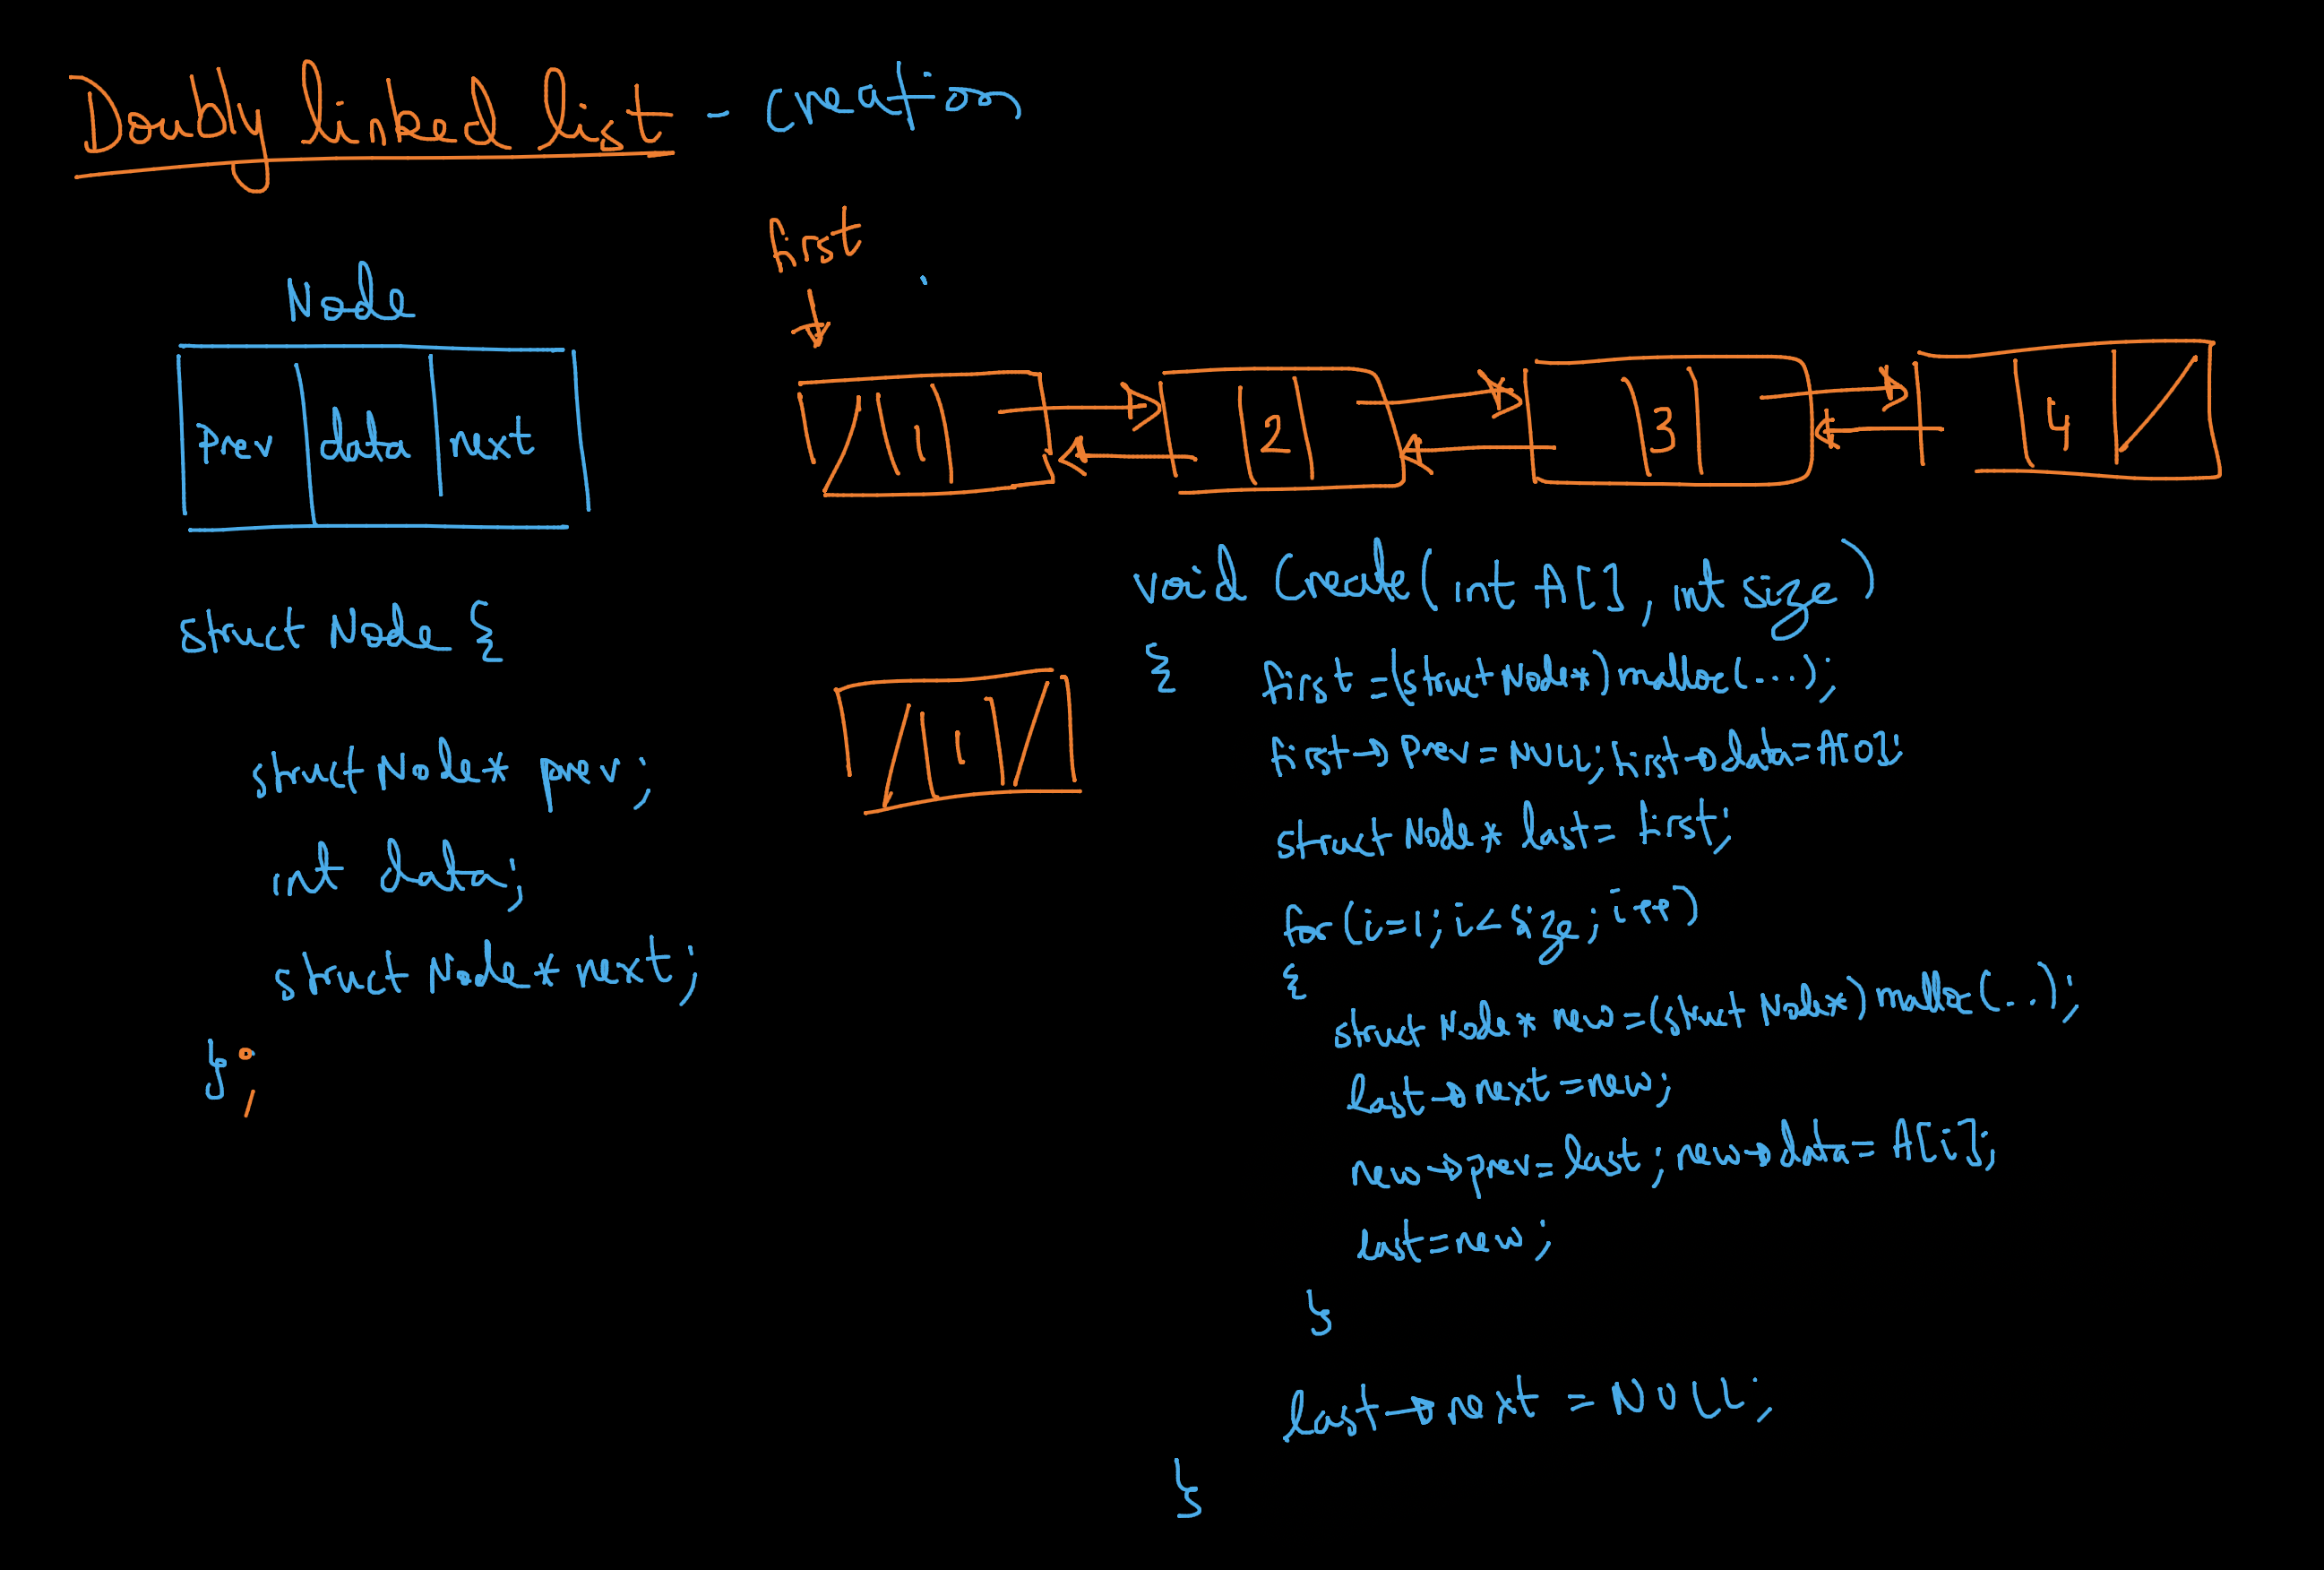 Doubly linked list - creation
first
Node
prev data next
1 2 3 4
struct Node {
struct Node* prev;
int data;
struct Node* next;
};
1
void Create(int A[], int size)
{
first=(struct Node*)malloc(...);
first→prev=NULL; first→data=A[0];
struct Node* last= first;
for(i=1; i<size; i++)
{
struct Node* new=(struct Node*)malloc(..);
last→next=new;
new→prev=last; new→data= A[i];
last=new;
}
last→next = NULL;
}